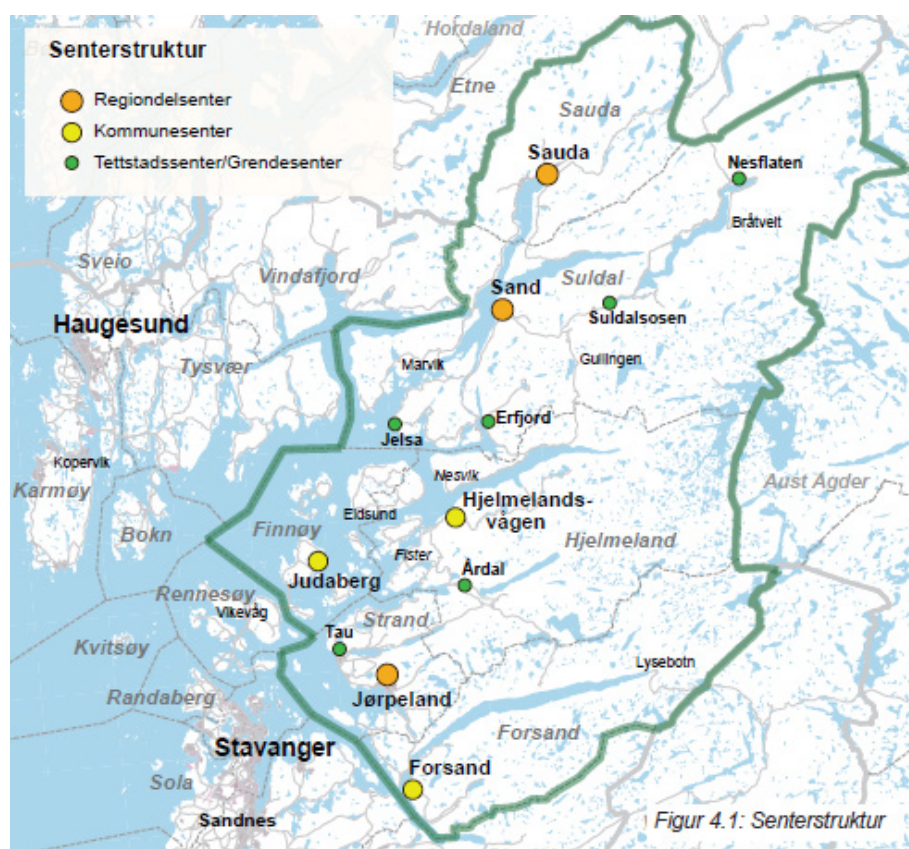 Senterstruktur
Regiondelsenter
Kommunesenter
Tettstadssenter/Grendesenter
Hordaland
Etne
Sauda
Sauda
Nesflaten
Bråtveit
Sveio
Vindafjord
Suldal
Sand
Suldalsosen
Haugesund
Tysvær
Marvik
Gullingen
Jelsa
Erfjord
Kopervik
Karmøy
Nesvik
Aust Agder
Bokn
Finnøy
Eidsund
Hjelmelands-
vågen
Hjelmeland
Fister
Judaberg
Årdal
Rennesøy
Vikevåg
Strand
Tau
Kvitsøy
Lysebotn
Randaberg
Jørpeland
Stavanger
Forsand
Forsand
Sola
Sandnes
Figur 4.1: Senterstruktur